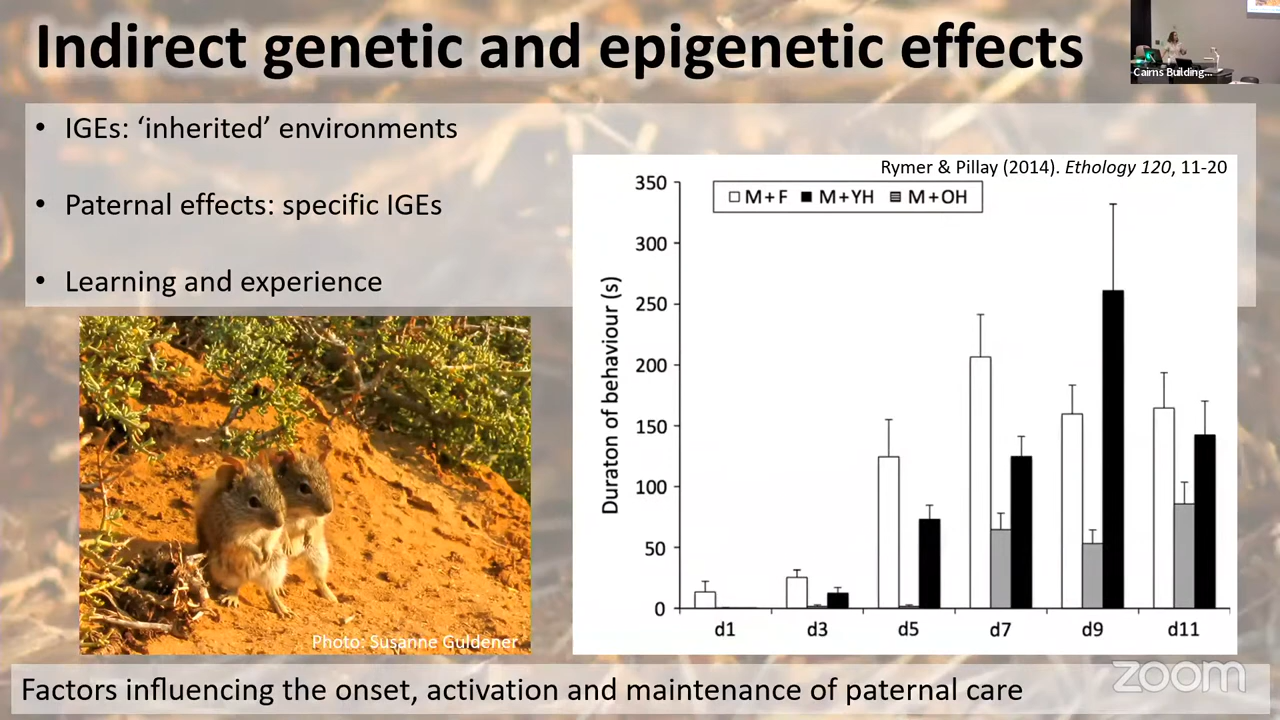 Indirect genetic and epigenetic effects
Cairns Building...
• IGEs: ‘inherited’ environments
• Paternal effects: specific IGEs
• Learning and experience
Rymer & Pillay (2014). Ethology 120, 11-20
M+F M+YH M+OH
Duraton of behaviour (s)
350
300
250
200
150
100
50
0
d1 d3 d5 d7 d9 d11
Photo: Susanne Guldener
Factors influencing the onset, activation and maintenance of paternal care
zoom